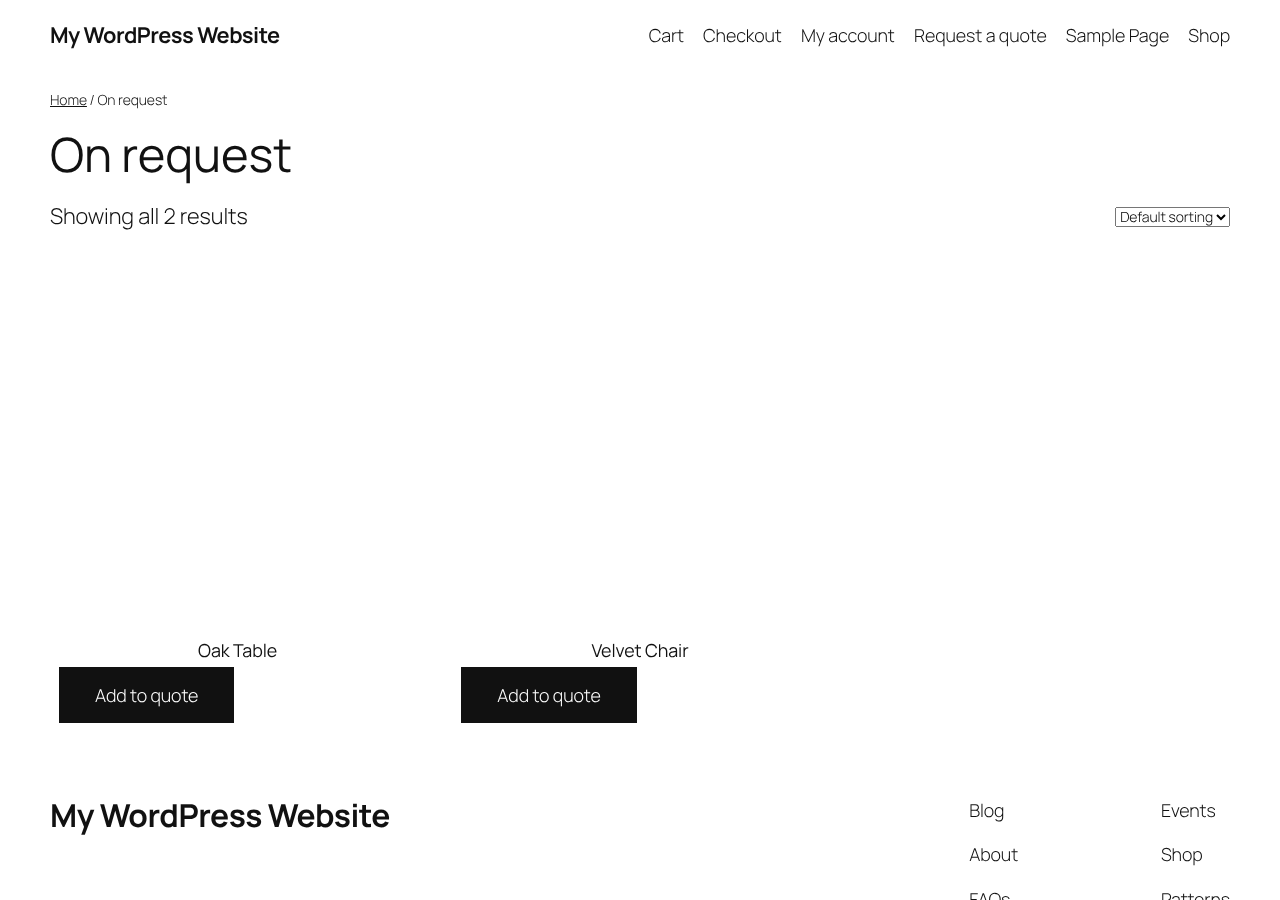 My WordPress Website
Cart Checkout My account Request a quote Sample Page Shop
Home / On request
On request
Showing all 2 results
Default sorting
Oak Table
Add to quote
Velvet Chair
Add to quote
My WordPress Website
Blog
About
FAQs
Events
Shop
Patterns